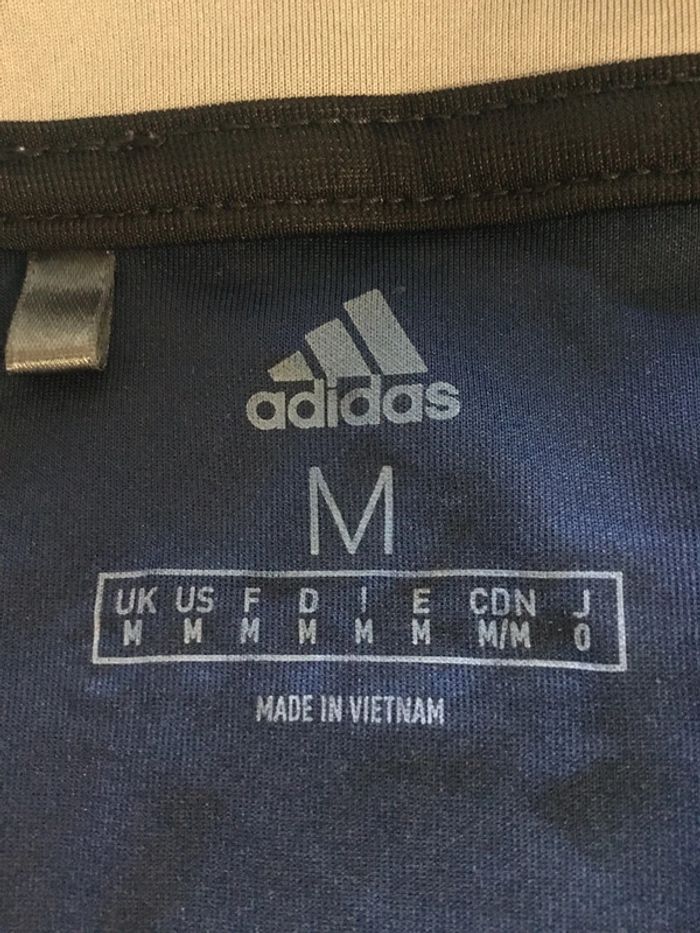 adidas
M
UK US F D I E CDN J
M M M M M M M/M O
MADE IN VIETNAM